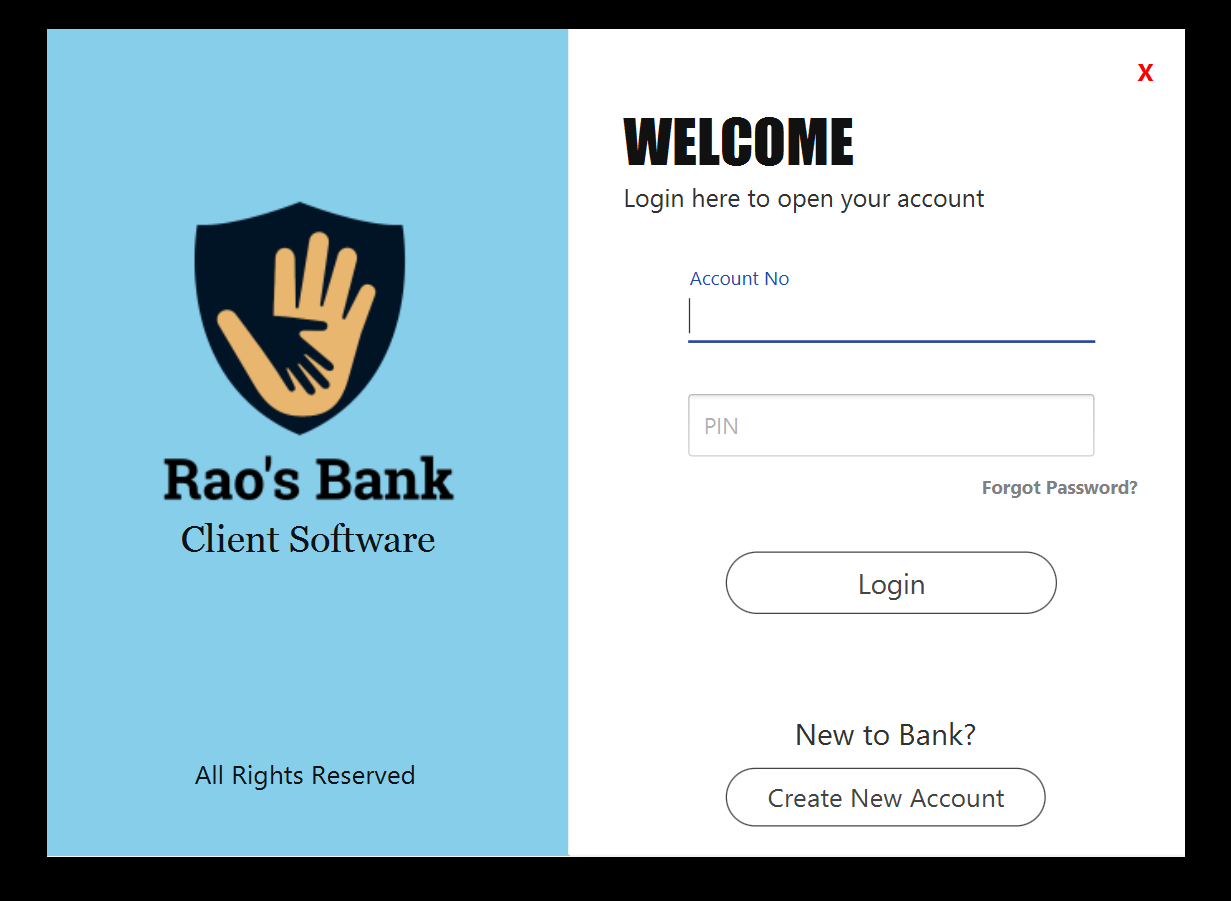 Rao's Bank
Client Software
All Rights Reserved
X
WELCOME
Login here to open your account
Account No
PIN
Forgot Password?
Login
New to Bank?
Create New Account